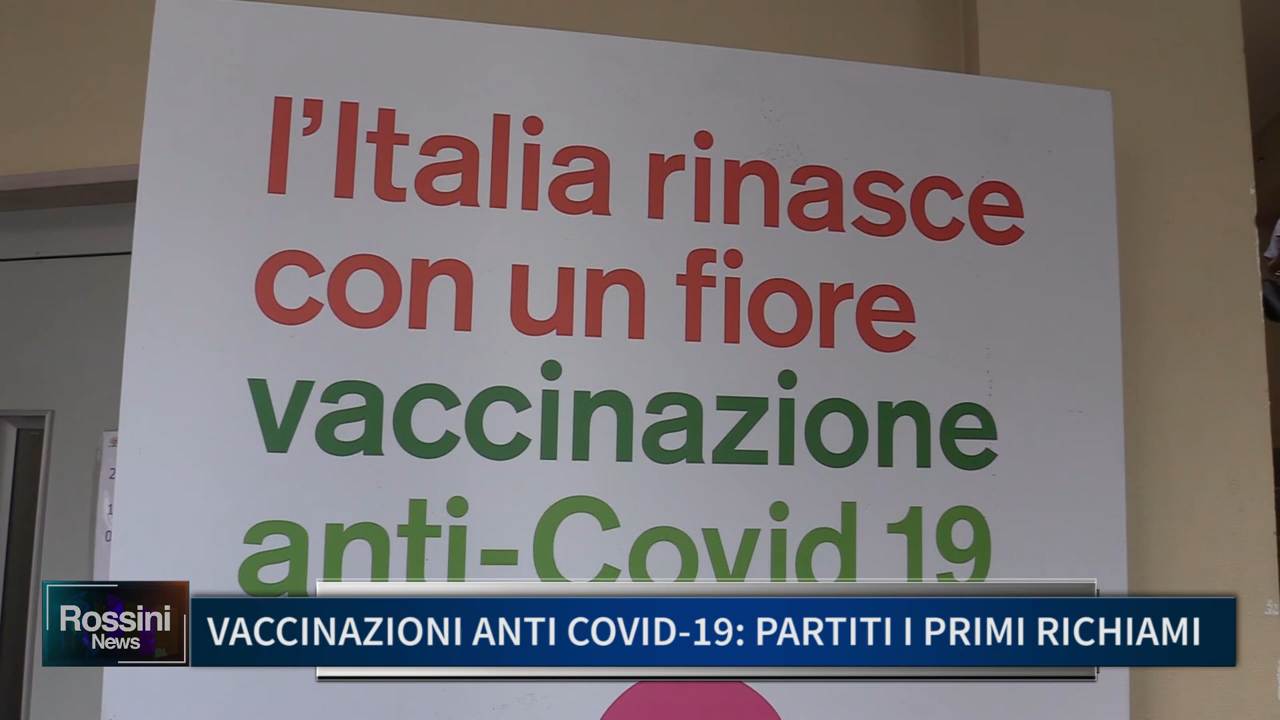 l'Italia rinasce
con un fiore
vaccinazione
anti-Covid 19
Rossini
News
VACCINAZIONI ANTI COVID-19: PARTITI I PRIMI RICHIAMI